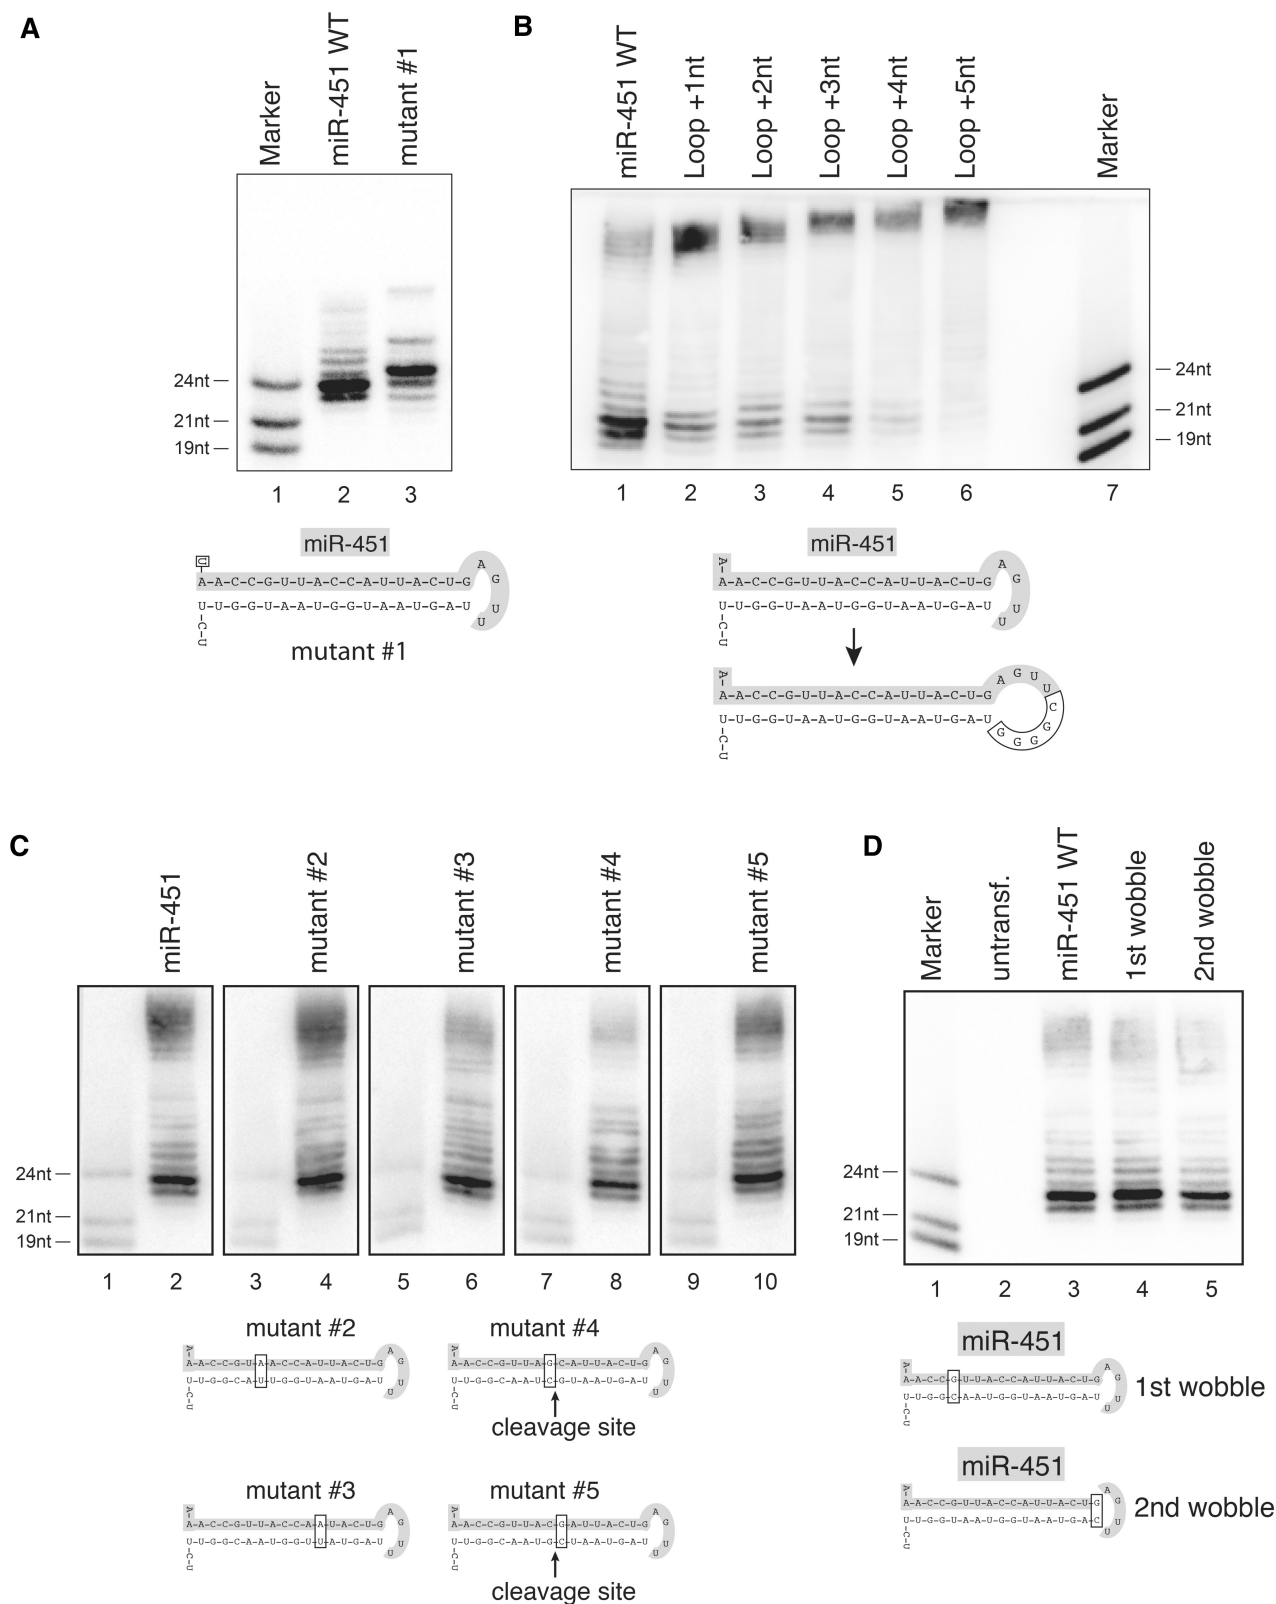 A
Marker
miR-451 WT
mutant #1
24nt
21nt
19nt
1 2 3
miR-451
U
A-A-C-C-G-U-U-A-C-C-A-U-U-A-C-U-G
A
G
U
U
U-U-G-G-U-A-A-U-G-G-U-A-A-U-G-A-U
C
U
mutant #1
B
miR-451 WT
Loop +1nt
Loop +2nt
Loop +3nt
Loop +4nt
Loop +5nt
Marker
24nt
21nt
19nt
1 2 3 4 5 6 7
miR-451
A
A-A-C-C-G-U-U-A-C-C-A-U-U-A-C-U-G
A
G
U
U
U-U-G-G-U-A-A-U-G-G-U-A-A-U-G-A-U
C
U
A
A-A-C-C-G-U-U-A-C-C-A-U-U-A-C-U-G
A G U U
C G G G G
U-U-G-G-U-A-A-U-G-G-U-A-A-U-G-A-U
C
U
C
miR-451
mutant #2
mutant #3
mutant #4
mutant #5
24nt
21nt
19nt
1 2 3 4 5 6 7 8 9 10
mutant #2
mutant #4
cleavage site
mutant #3
mutant #5
cleavage site
D
Marker
untransf.
miR-451 WT
1st wobble
2nd wobble
24nt
21nt
19nt
1 2 3 4 5
miR-451
1st wobble
miR-451
2nd wobble